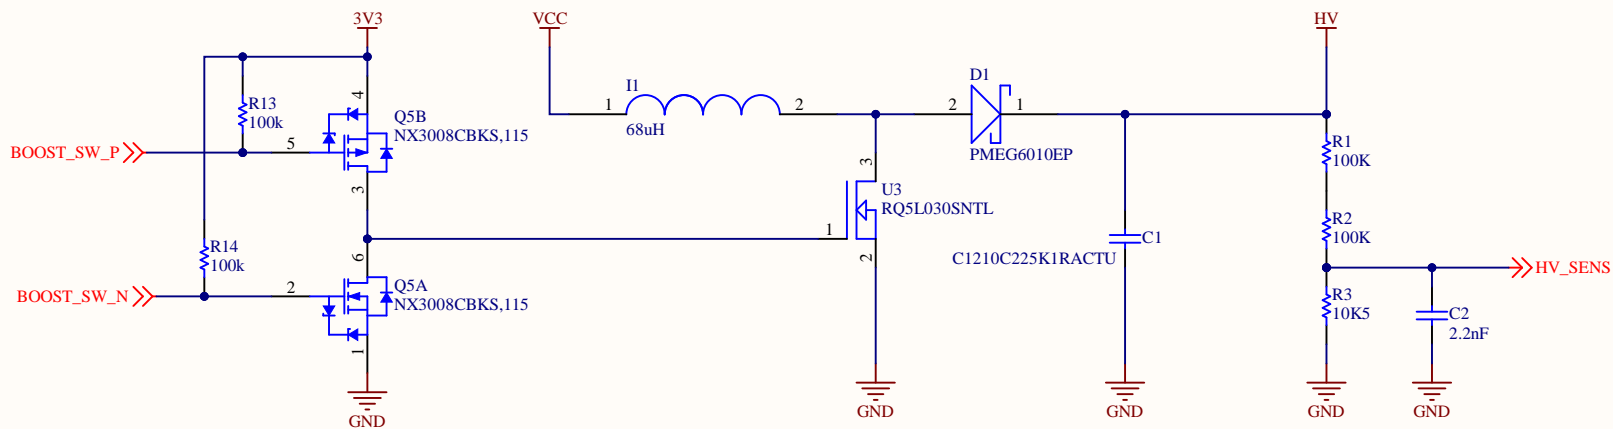 3V3
VCC
HV
R13
100k
4
Q5B
NX3008CBKS,115
BOOST_SW_P
5
3
I1
1
2
68uH
D1
2
1
PMEG6010EP
R1
100K
3
U3
RQ5L030SNTL
1
2
R2
100K
C1
C1210C225K1RACTU
HV_SENS
R14
100k
6
BOOST_SW_N
2
Q5A
NX3008CBKS,115
1
R3
10K5
C2
2.2nF
GND
GND
GND
GND
GND